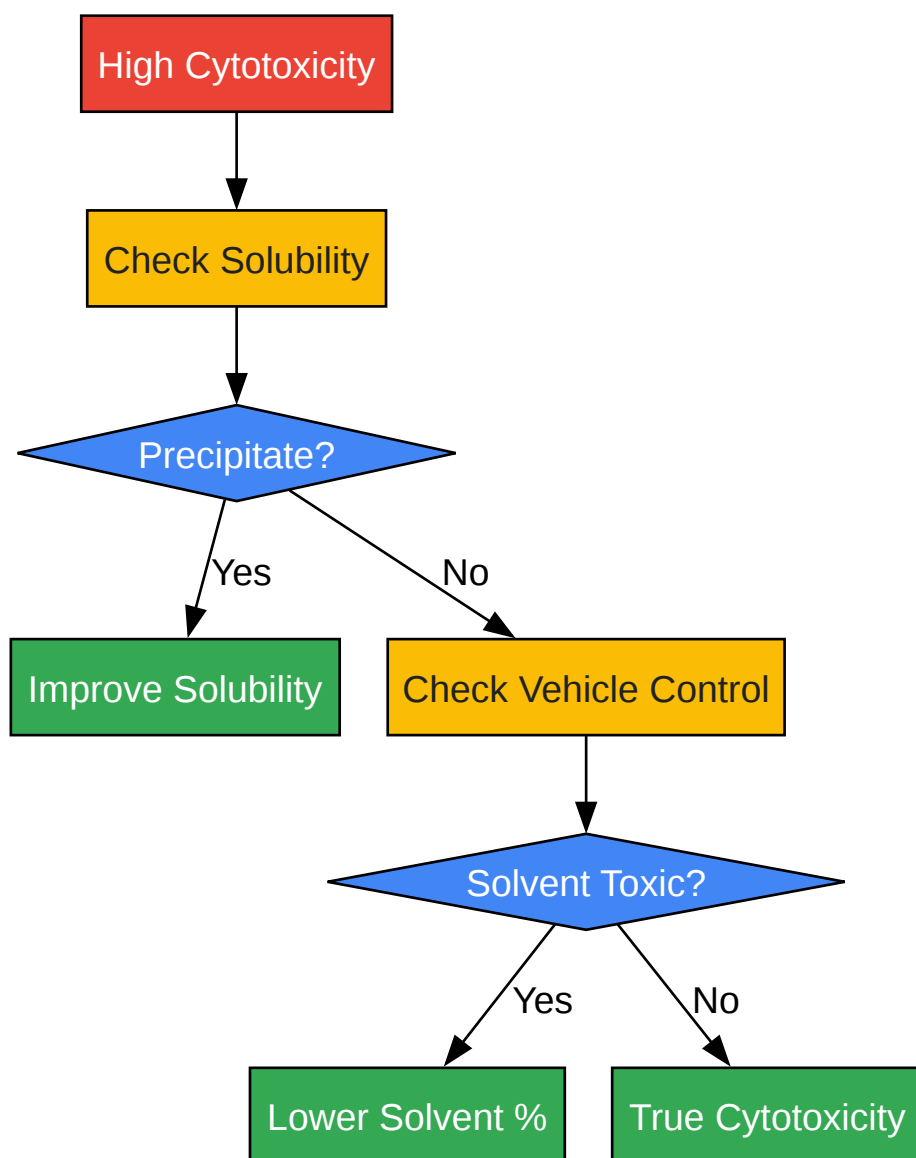 High Cytotoxicity
Check Solubility
Precipitate?
Yes
No
Improve Solubility
Check Vehicle Control
Solvent Toxic?
Yes
No
Lower Solvent %
True Cytotoxicity